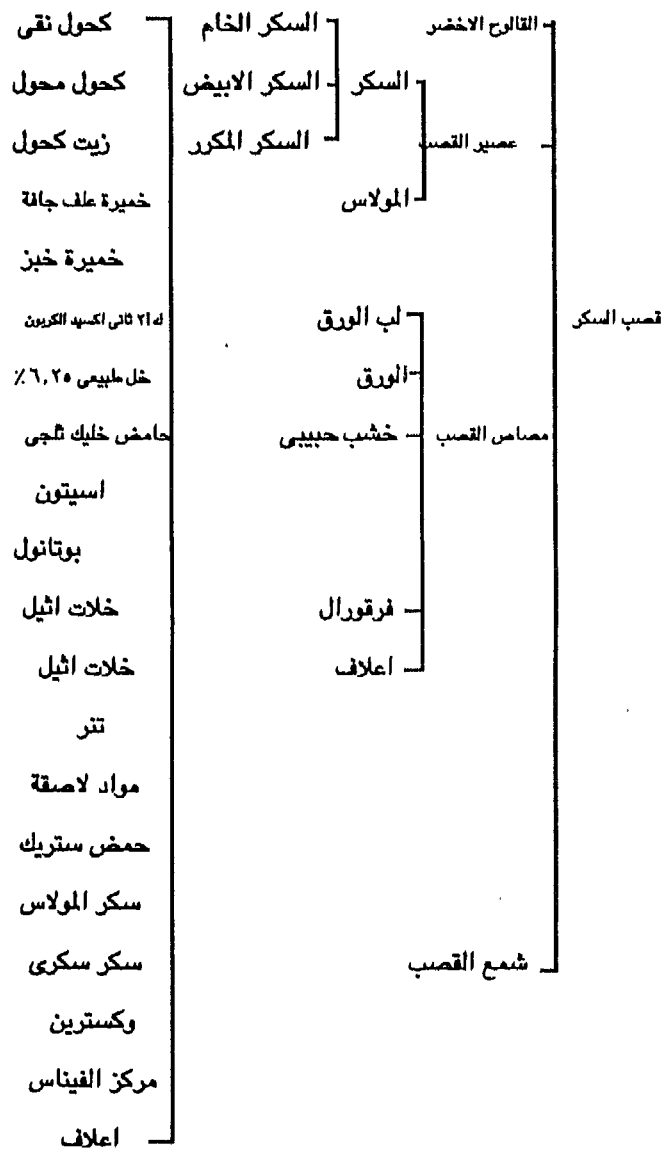 القالوح الاخضر السكر الخام كحول نقى
السكر السكر الابيض كحول محول
عصير القصب السكر المكرر زيت كحول
المولاس خميرة علف جافة
خميرة خبز
قصب السكر لب الورق ك ٢١ ثانى اكسيد الكربون
الورق خل طبيعى ٦,٢٥٪
مصاص القصب خشب حبيبى حامض خليك ثلجى
اسيتون
بوتانول
فرقورال خلات اثيل
اعلاف خلات اثيل
تنر
مواد لاصقة
حمض ستريك
سكر المولاس
شمع القصب سكر سكرى
وكسترين
مركز الفيناس
اعلاف